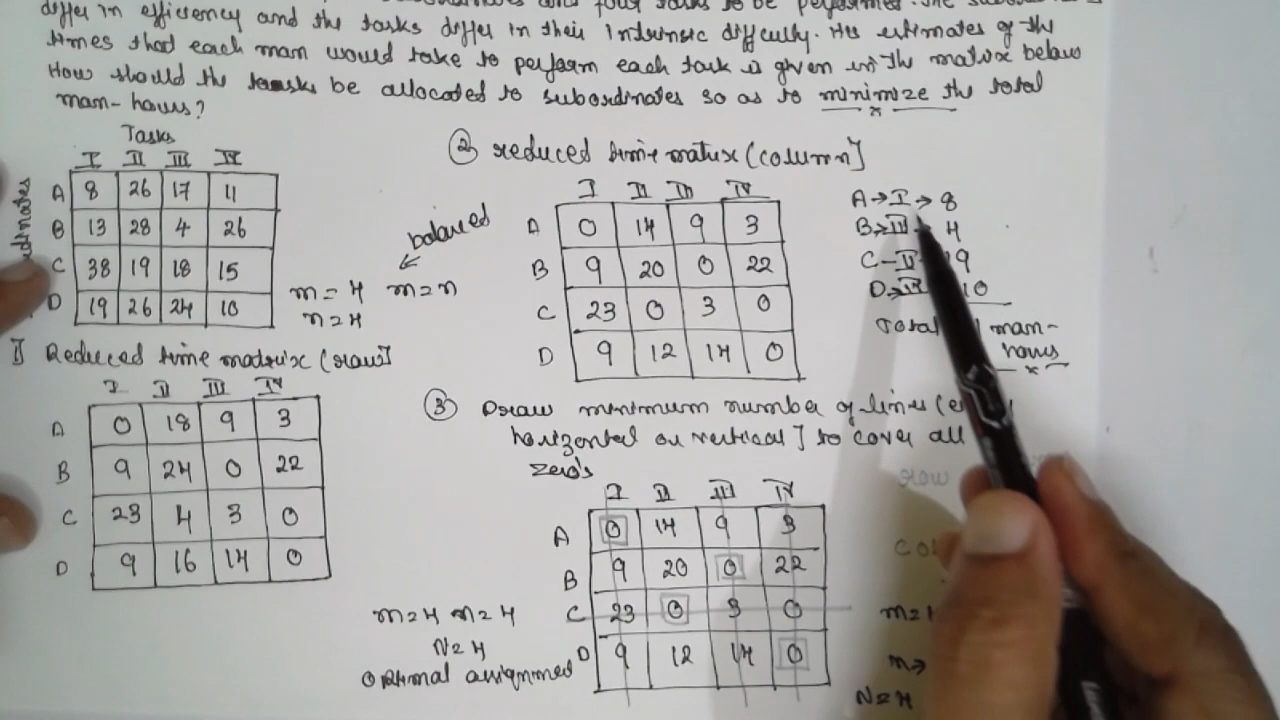 differ in efficiency and the tasks differ in their Intrinsic difficulty. His estimates of the
times that each man would take to perform each task is given in the matrix below
How should the tasks be allocated to subordinates so as to minimize the total
man-hours?
Tasks
I II III IV
A 8 26 17 11
B 13 28 4 26
C 38 19 18 15
D 19 26 24 10
m=4 m=n
n=4
balanced
1] Reduced time matrix (row]
I II III IV
A 0 18 9 3
B 9 24 0 22
C 23 4 3 0
D 9 16 14 0
② reduced time matrix (column]
I II III IV
A 0 14 9 3
B 9 20 0 22
C 23 0 3 0
D 9 12 14 0
A→I→8
B→III 4
C-II 19
D→IV 10
Total man-
hours
③ Draw minimum number of lines
horizontal or vertical] to cover all
zero's
I II III IV
A 0 14 9 3
B 9 20 0 22
C 23 0 3 0
D 9 12 14 0
m=4 n=4
N=4
Optimal assignmed
row
N=4